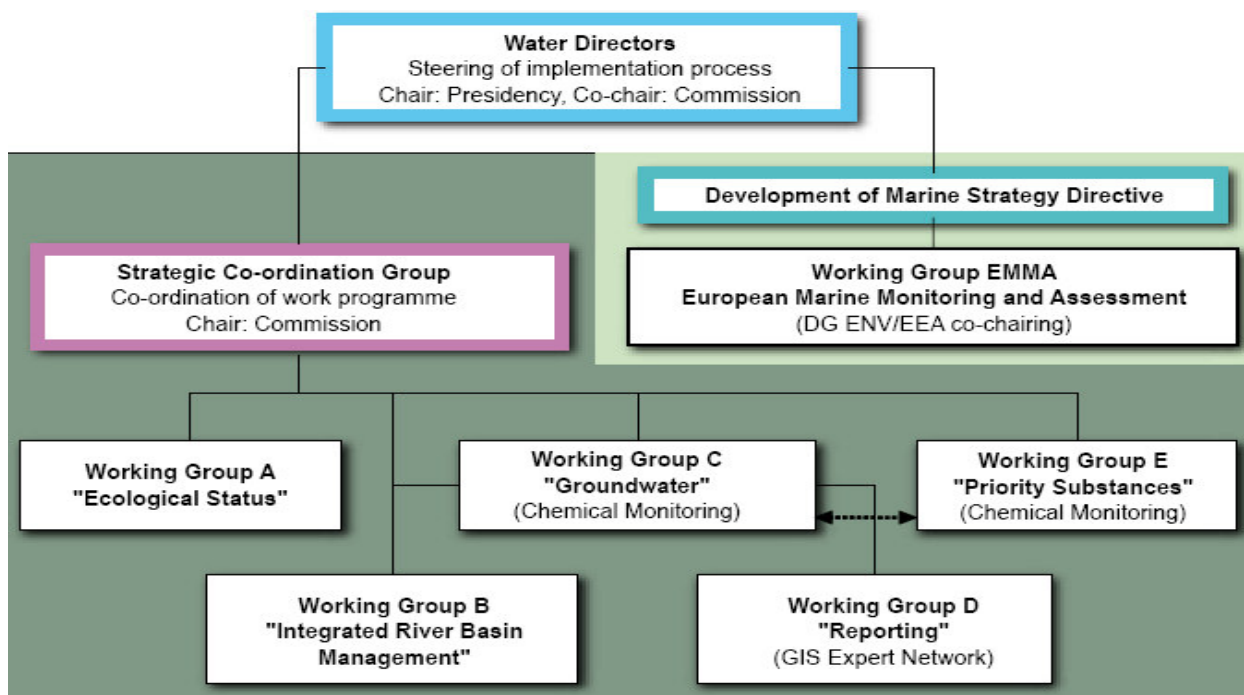 Water Directors
Steering of implementation process
Chair: Presidency, Co-chair: Commission
Development of Marine Strategy Directive
Strategic Co-ordination Group
Co-ordination of work programme
Chair: Commission
Working Group EMMA
European Marine Monitoring and Assessment
(DG ENV/EEA co-chairing)
Working Group A
"Ecological Status"
Working Group C
"Groundwater"
(Chemical Monitoring)
Working Group E
"Priority Substances"
(Chemical Monitoring)
Working Group B
"Integrated River Basin
Management"
Working Group D
"Reporting"
(GIS Expert Network)